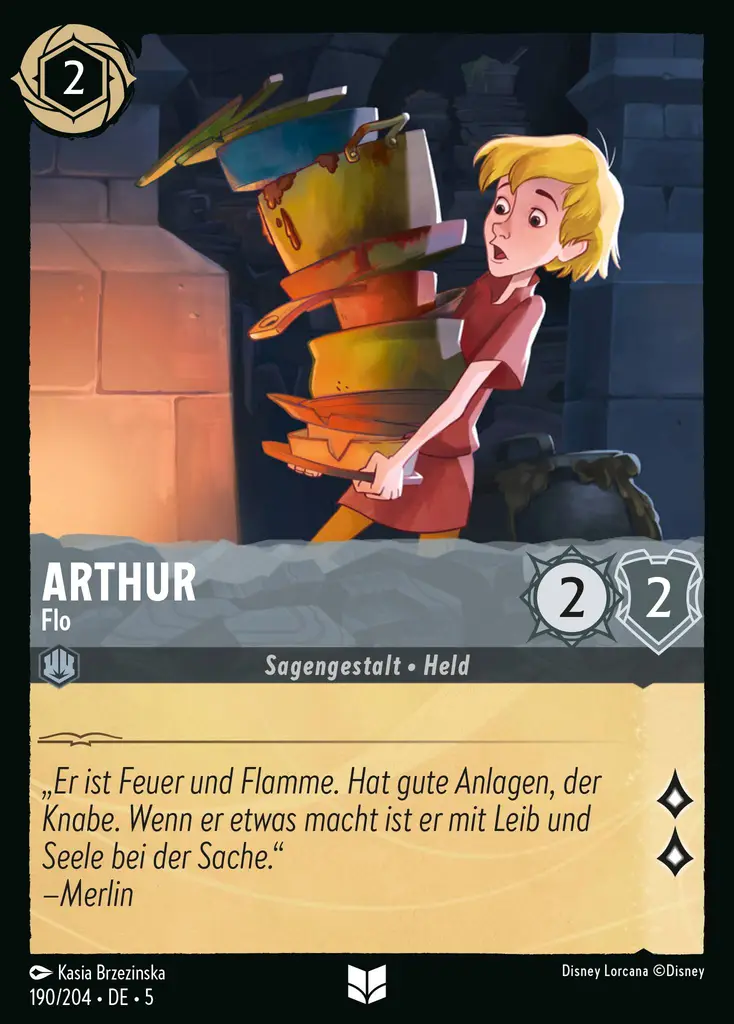 2
ARTHUR
Flo
2
2
Sagengestalt • Held
„Er ist Feuer und Flamme. Hat gute Anlagen, der
Knabe. Wenn er etwas macht ist er mit Leib und
Seele bei der Sache.“
–Merlin
Kasia Brzezinska
Disney Lorcana ©Disney
190/204 • DE • 5